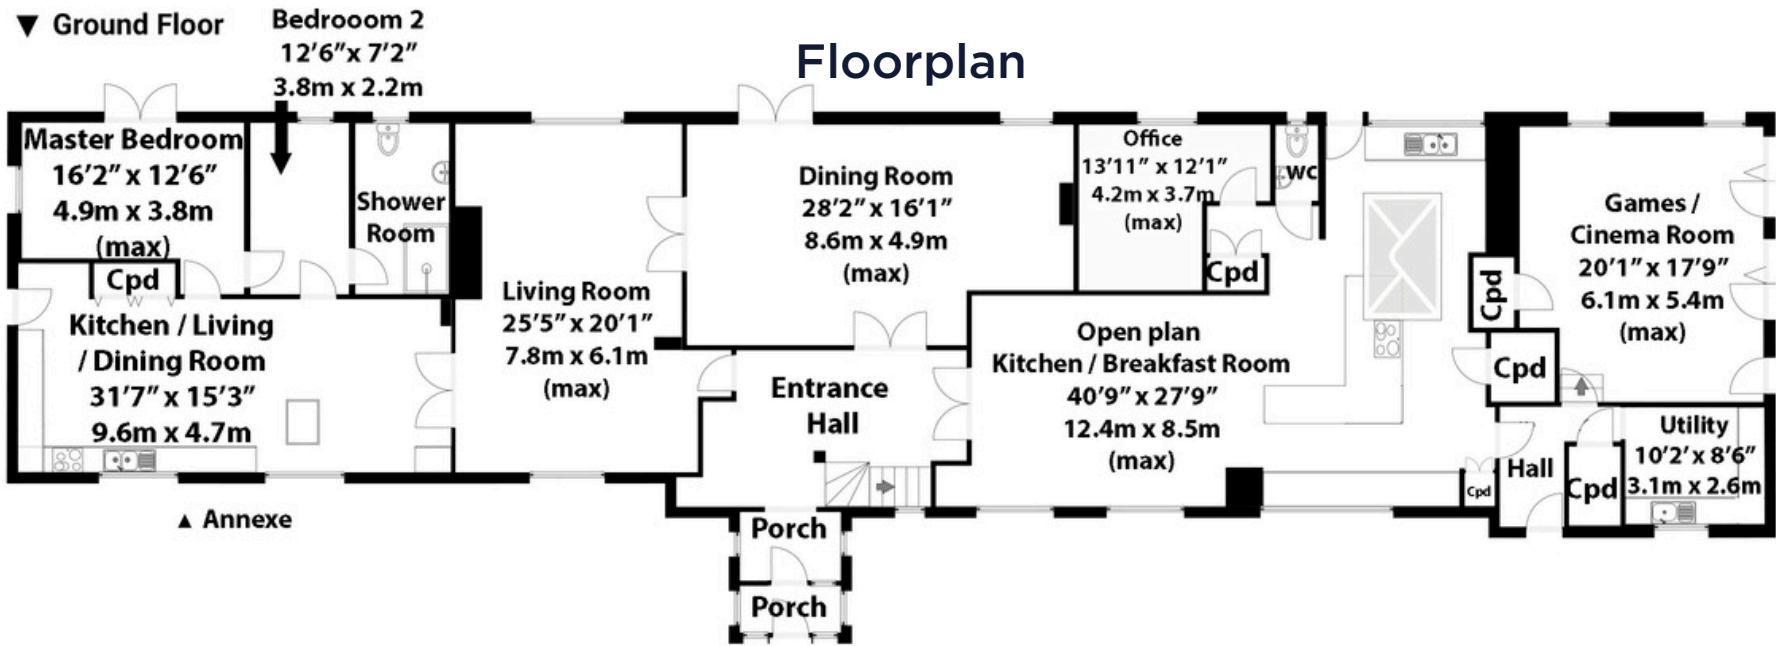 ▼ Ground Floor
Bedrooom 2
12’6”x 7’2”
3.8m x 2.2m
Floorplan
Master Bedroom
16’2” x 12’6”
4.9m x 3.8m
(max)
Shower
Room
Cpd
Kitchen / Living
/ Dining Room
31’7” x 15’3”
9.6m x 4.7m
▲ Annexe
Living Room
25’5” x 20’1”
7.8m x 6.1m
(max)
Dining Room
28’2” x 16’1”
8.6m x 4.9m
(max)
Entrance
Hall
Porch
Porch
Office
13’11” x 12’1”
4.2m x 3.7m
(max)
WC
Cpd
Open plan
Kitchen / Breakfast Room
40’9” x 27’9”
12.4m x 8.5m
(max)
Cpd
Cpd
Cpd
Games /
Cinema Room
20’1” x 17’9”
6.1m x 5.4m
(max)
Hall
Cpd
Utility
10’2’ x 8’6”
3.1m x 2.6m